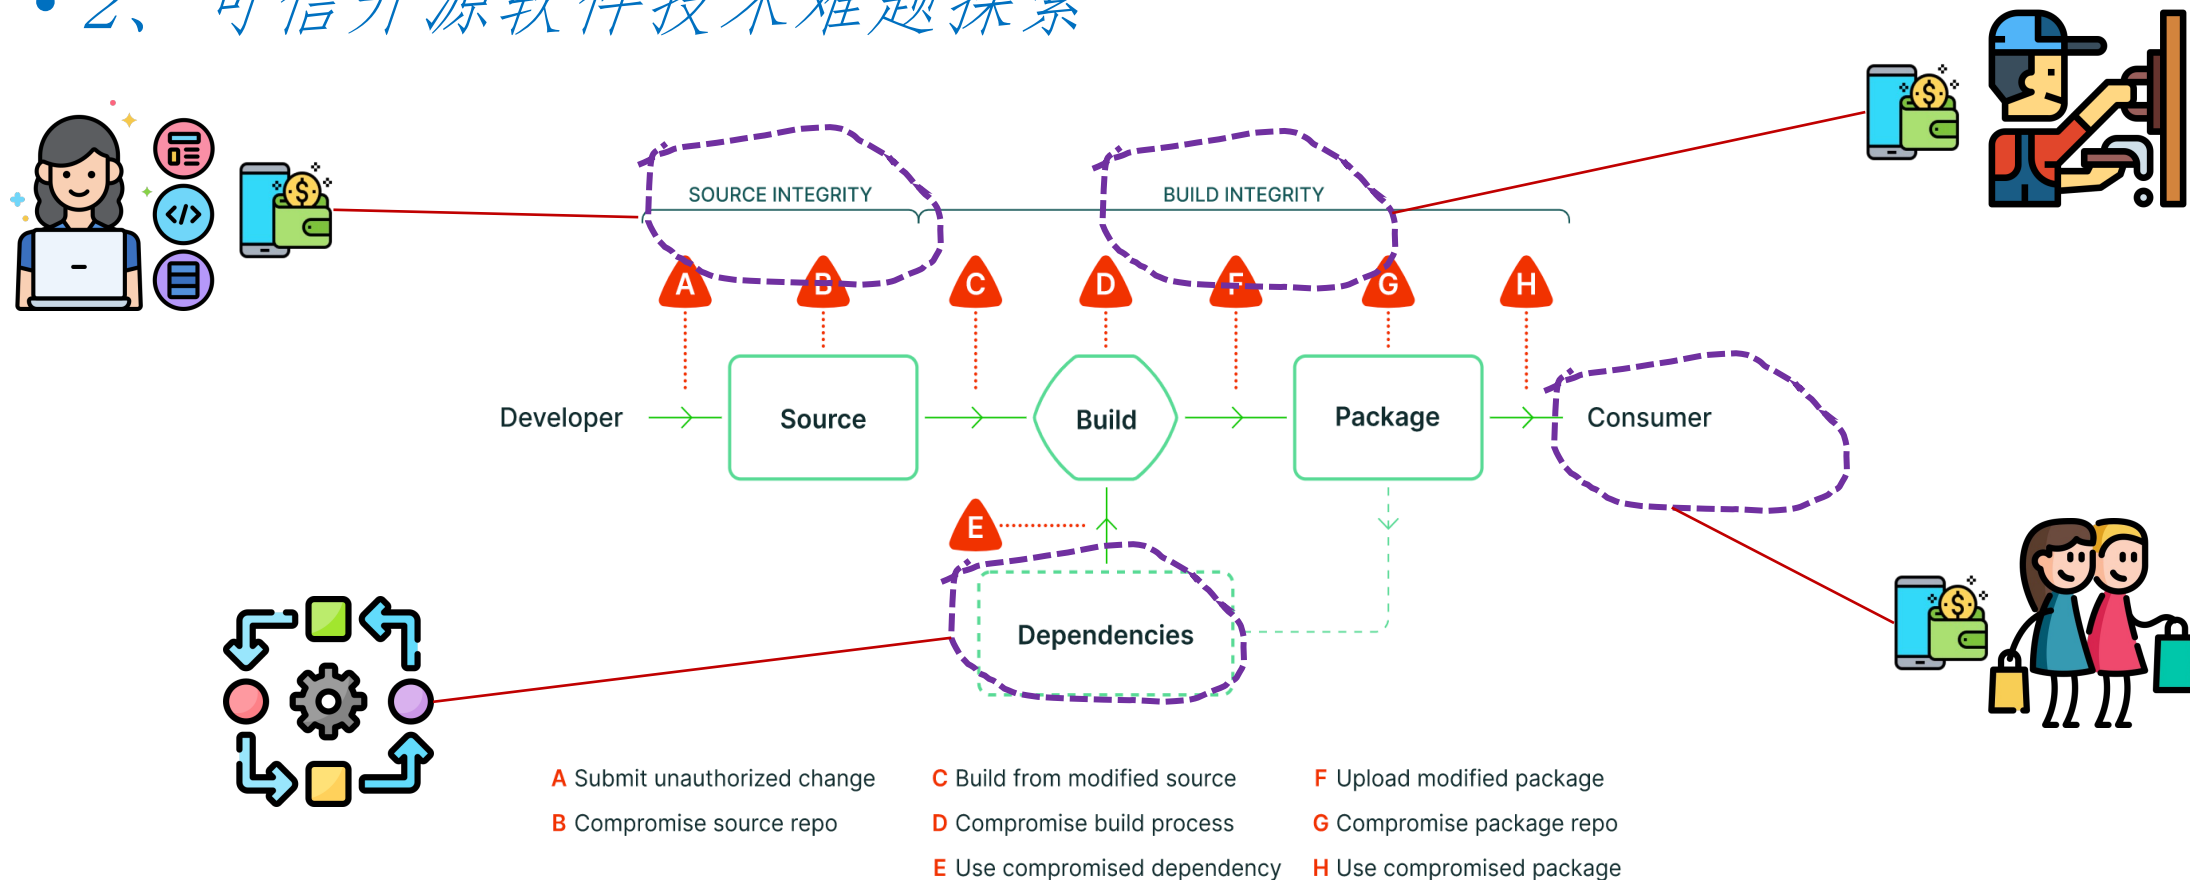 • 2、可信开源软件技术难题探索
SOURCE INTEGRITY
BUILD INTEGRITY
A
B
C
D
F
G
H
Developer
Source
Build
Package
Consumer
E
Dependencies
A Submit unauthorized change
C Build from modified source
F Upload modified package
B Compromise source repo
D Compromise build process
G Compromise package repo
E Use compromised dependency
H Use compromised package